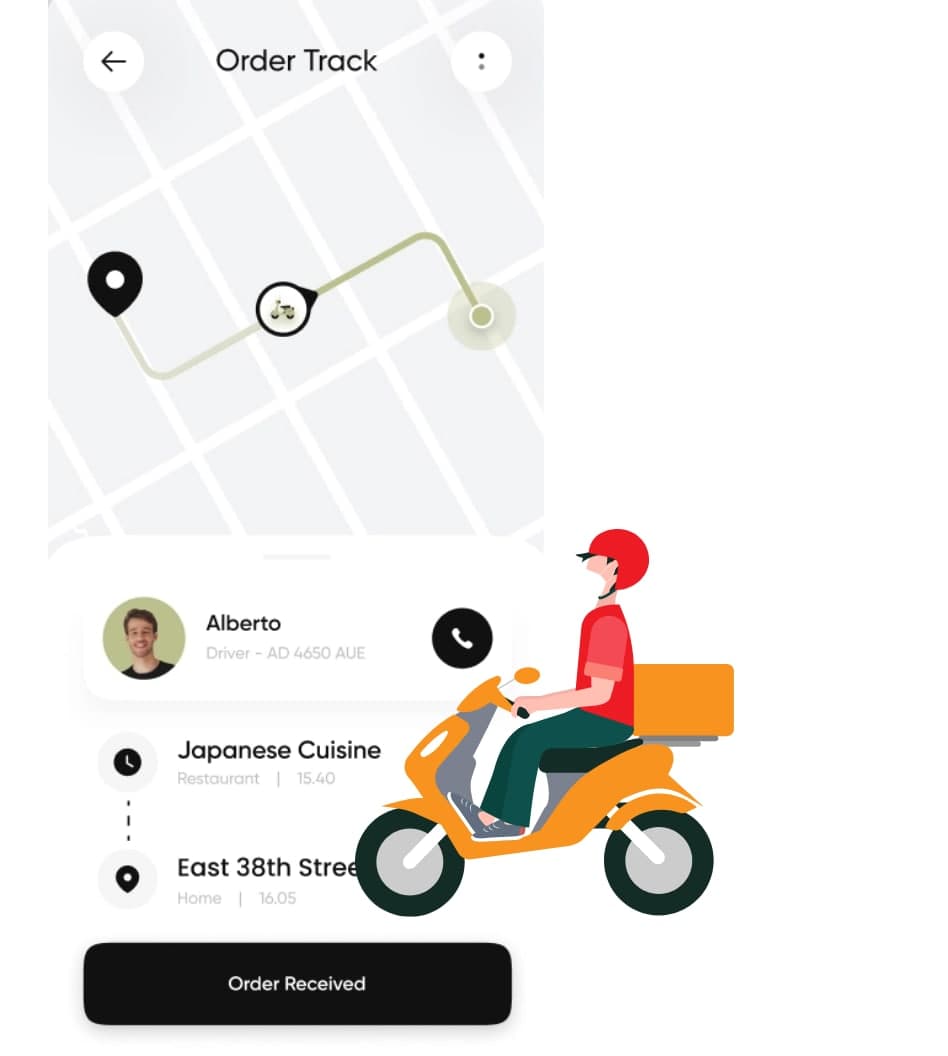 Order Track
Alberto
Driver - AD 4650 AUE
Japanese Cuisine
Restaurant | 15.40
East 38th Stree
Home | 16.05
Order Received